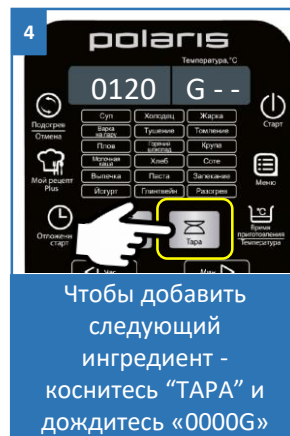 4
polaris
Температура,°C
0120 G - -
Подогрев
Отмена
Суп Холодец Жарка
Варка на пару Тушение Томление
Плов Горячий шоколад Крупа
Молочная каша Хлеб Соте
Выпечка Паста Запекание
Йогурт Глинтвейн Разогрев
Старт
Мой рецепт
Plus
Меню
Отложенный
старт
Тара
Время
приготовления
Температура
Час
Мин
Чтобы добавить
следующий
ингредиент -
коснитесь “ТАРА” и
дождитесь «0000G»